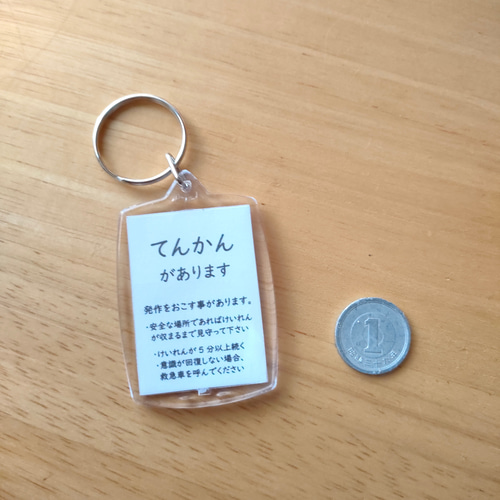 てんかん
があります
発作をおこす事があります。
・安全な場所であればけいれん
が収まるまで見守って下さい
・けいれんが5分以上続く
・意識が回復しない場合、
救急車を呼んでください
1